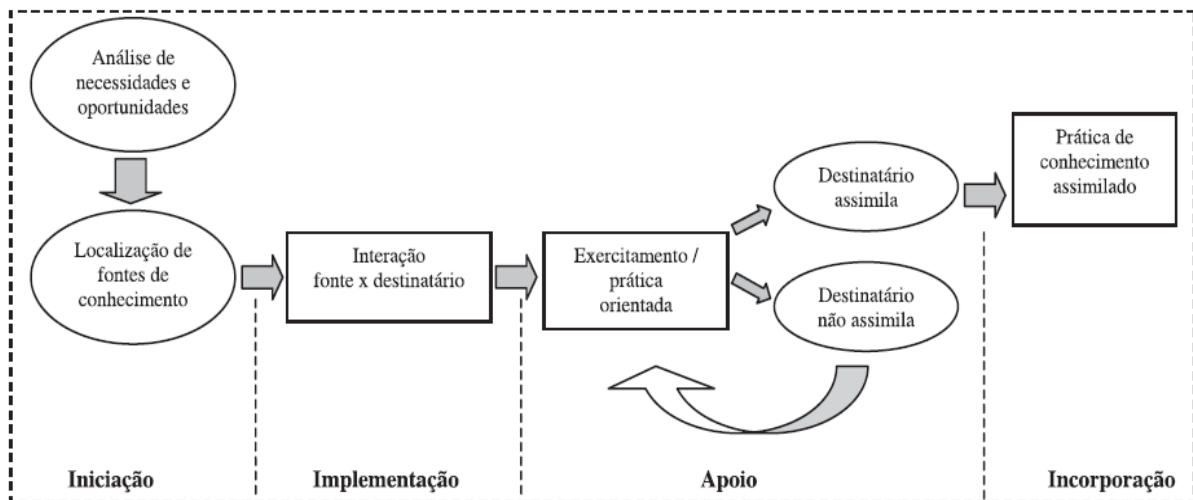 Análise de
necessidades e
oportunidades
Localização de
fontes de
conhecimento
Interação
fonte x destinatário
Exercitamento /
prática
orientada
Destinatário
assimila
Destinatário
não assimila
Prática de
conhecimento
assimilado
Iniciação
Implementação
Apoio
Incorporação